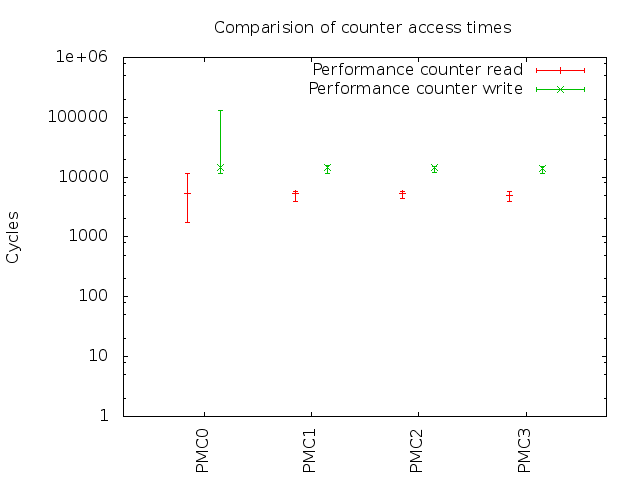 Comparision of counter access times
1e+06
Performance counter read
Performance counter write
100000
10000
1000
100
10
1
Cycles
PMC0
PMC1
PMC2
PMC3